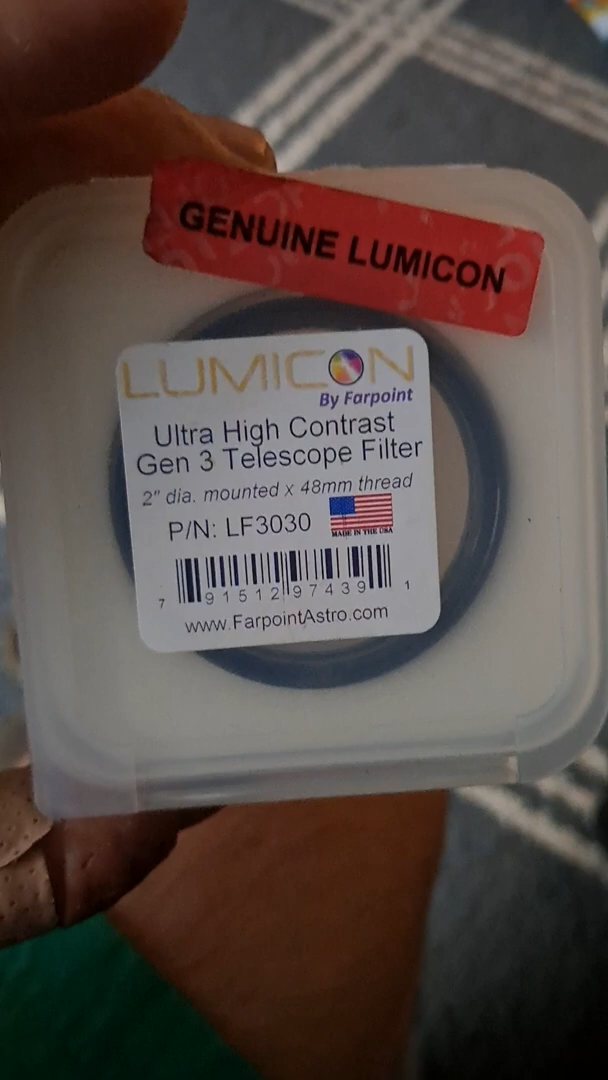 GENUINE LUMICON
LUMICON
By Farpoint
Ultra High Contrast
Gen 3 Telescope Filter
2" dia. mounted x 48mm thread
P/N: LF3030
MADE IN THE USA
7 91512 97439 1
www.FarpointAstro.com